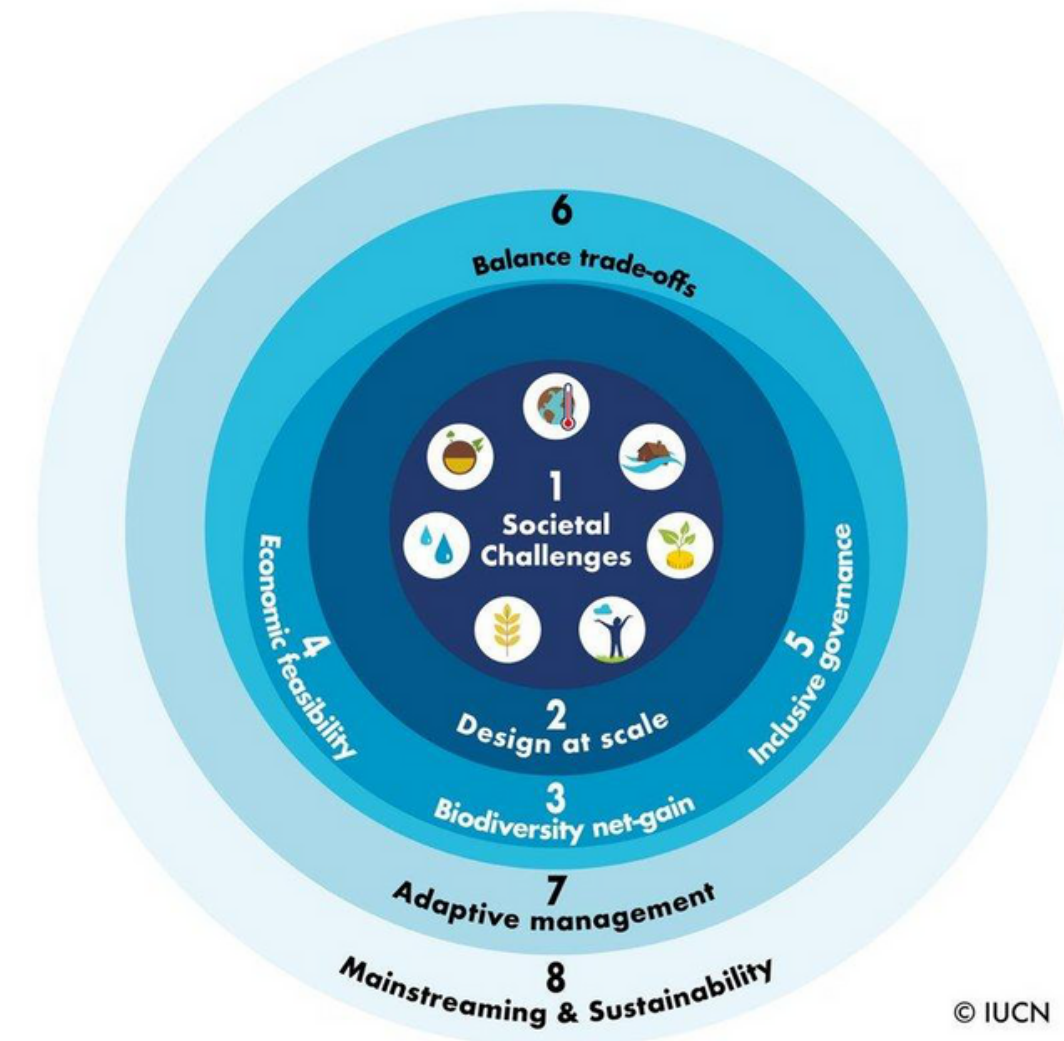 6
Balance trade-offs
1
Societal
Challenges
4
Economic feasibility
5
Inclusive governance
2
Design at scale
3
Biodiversity net-gain
7
Adaptive management
8
Mainstreaming & Sustainability
© IUCN